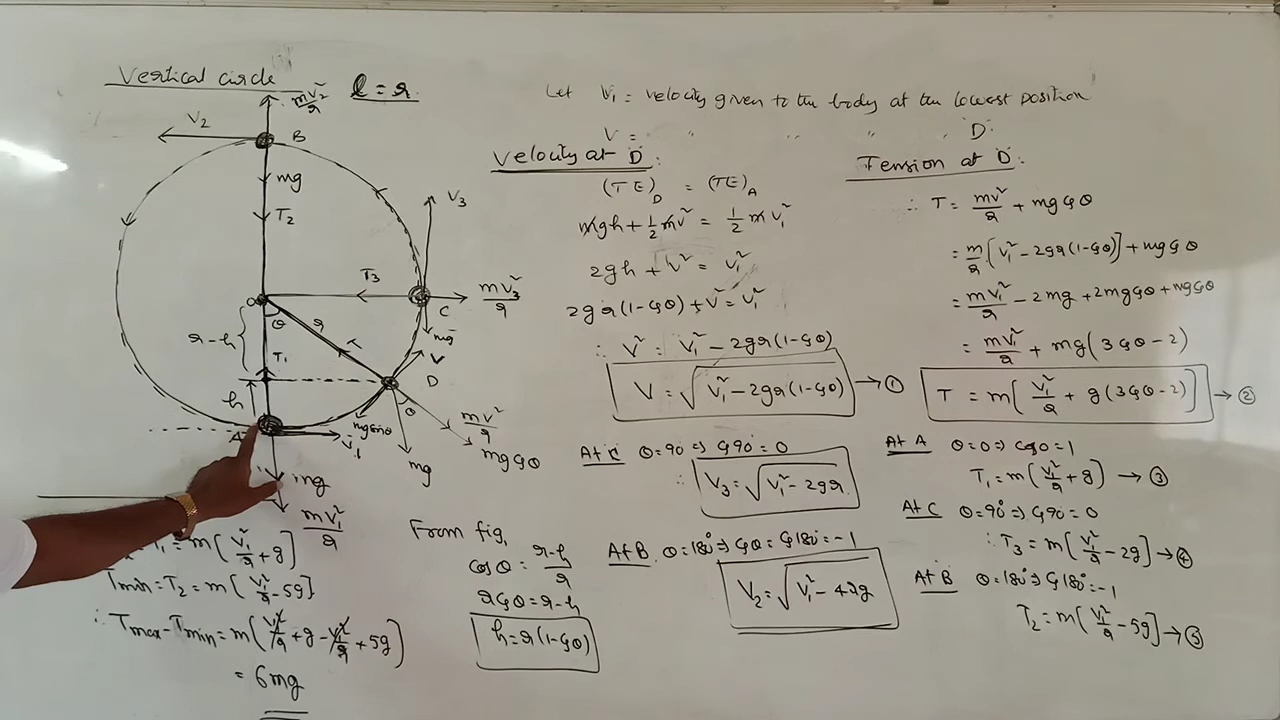 Vertical circle
l = r
mv₂²/r
V₂
B
mg
T₂
V₃
T₃
mv₃²/r
O
C
mg
θ
r
r-h
T
T₁
V
D
h
θ
mv²/r
mg sinθ
mg cosθ
A
V₁
mg
mg
mv₁²/r
Let V₁ = velocity given to the body at the lowest position
V = " " " " D.
Velocity at D:
(TE)_D = (TE)_A
mgh + 1/2 mv² = 1/2 mv₁²
2gh + v² = v₁²
2gr(1-cosθ) + v² = v₁²
∴ V² = V₁² - 2gr(1-cosθ)
V = √(V₁² - 2gr(1-cosθ)) → ①
At C θ=90 ⇒ cos90°=0
∴ V₃ = √(V₁² - 2gr)
At B θ=180° ⇒ cosθ = cos180° = -1
V₂ = √(V₁² - 4rg)
Tension at D:
∴ T = mv²/r + mg cosθ
= m/r [V₁² - 2gr(1-cosθ)] + mg cosθ
= mv₁²/r - 2mg + 2mg cosθ + mg cosθ
= mv₁²/r + mg(3cosθ-2)
T = m[V₁²/r + g(3cosθ-2)] → ②
At A θ=0 ⇒ cos0=1
T₁ = m(V₁²/r + g) → ③
At C θ=90° ⇒ cos90=0
∴ T₃ = m(V₁²/r - 2g) → ④
At B θ=180° ⇒ cos180°=-1
T₂ = m(V₁²/r - 5g] → ⑤
From fig,
cosθ = r-h/r
rcosθ = r-h
h = r(1-cosθ)
T₁ = m(V₁²/r + g]
Tmin = T₂ = m(V₁²/r - 5g]
∴ Tmax - Tmin = m(V₁²/r + g - V₁²/r + 5g)
= 6mg